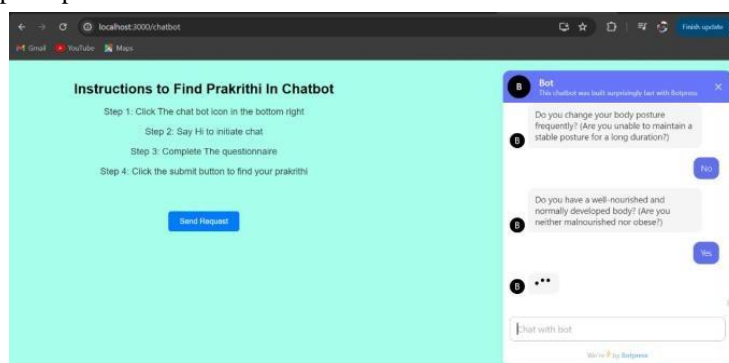 localhost:3000/chatbot
Finish update
Gmail
YouTube
Maps
Instructions to Find Prakrithi In Chatbot
Step 1: Click The chat bot icon in the bottom right
Step 2: Say Hi to initiate chat
Step 3: Complete The questionnaire
Step 4: Click the submit button to find your prakrithi
Send Request
B
Bot
This chatbot was built surprisingly fast with Botpress
Do you change your body posture
frequently? (Are you unable to maintain a
stable posture for a long duration?)
B
No
Do you have a well-nourished and
normally developed body? (Are you
neither malnourished nor obese?)
B
Yes
B
Chat with bot
We're ⚡ by Botpress